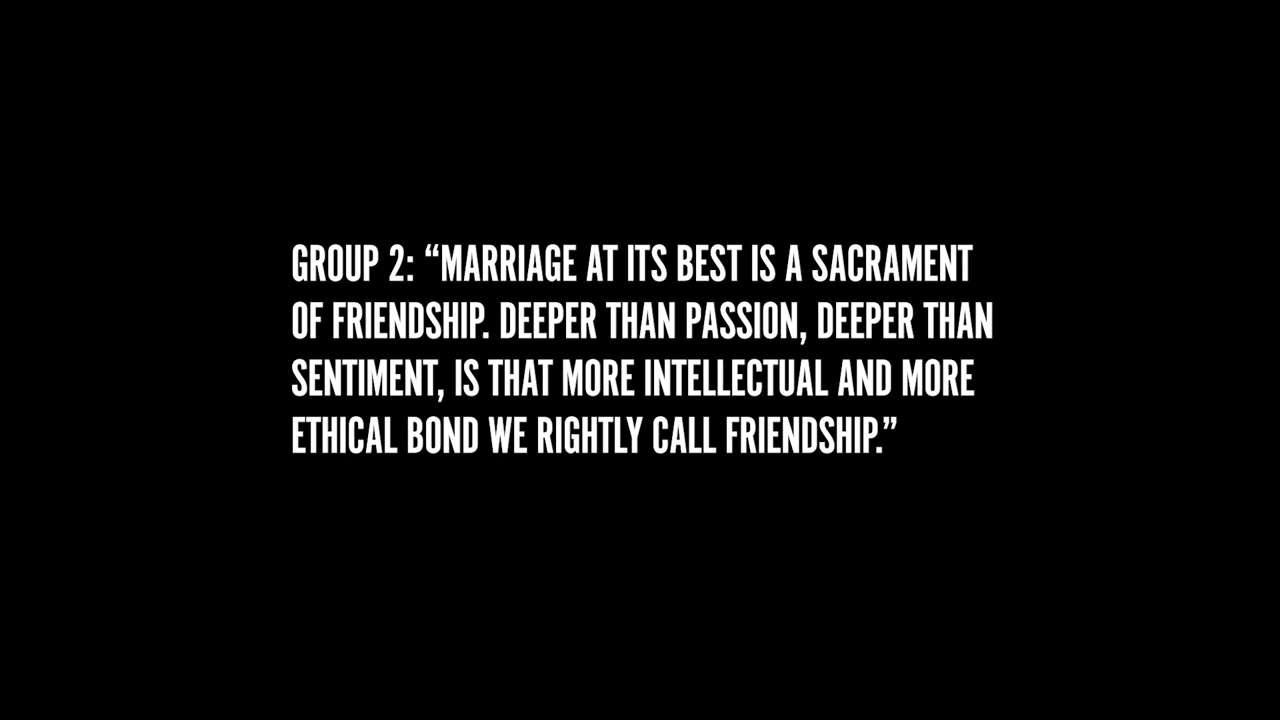 GROUP 2: “MARRIAGE AT ITS BEST IS A SACRAMENT
OF FRIENDSHIP. DEEPER THAN PASSION, DEEPER THAN
SENTIMENT, IS THAT MORE INTELLECTUAL AND MORE
ETHICAL BOND WE RIGHTLY CALL FRIENDSHIP.”